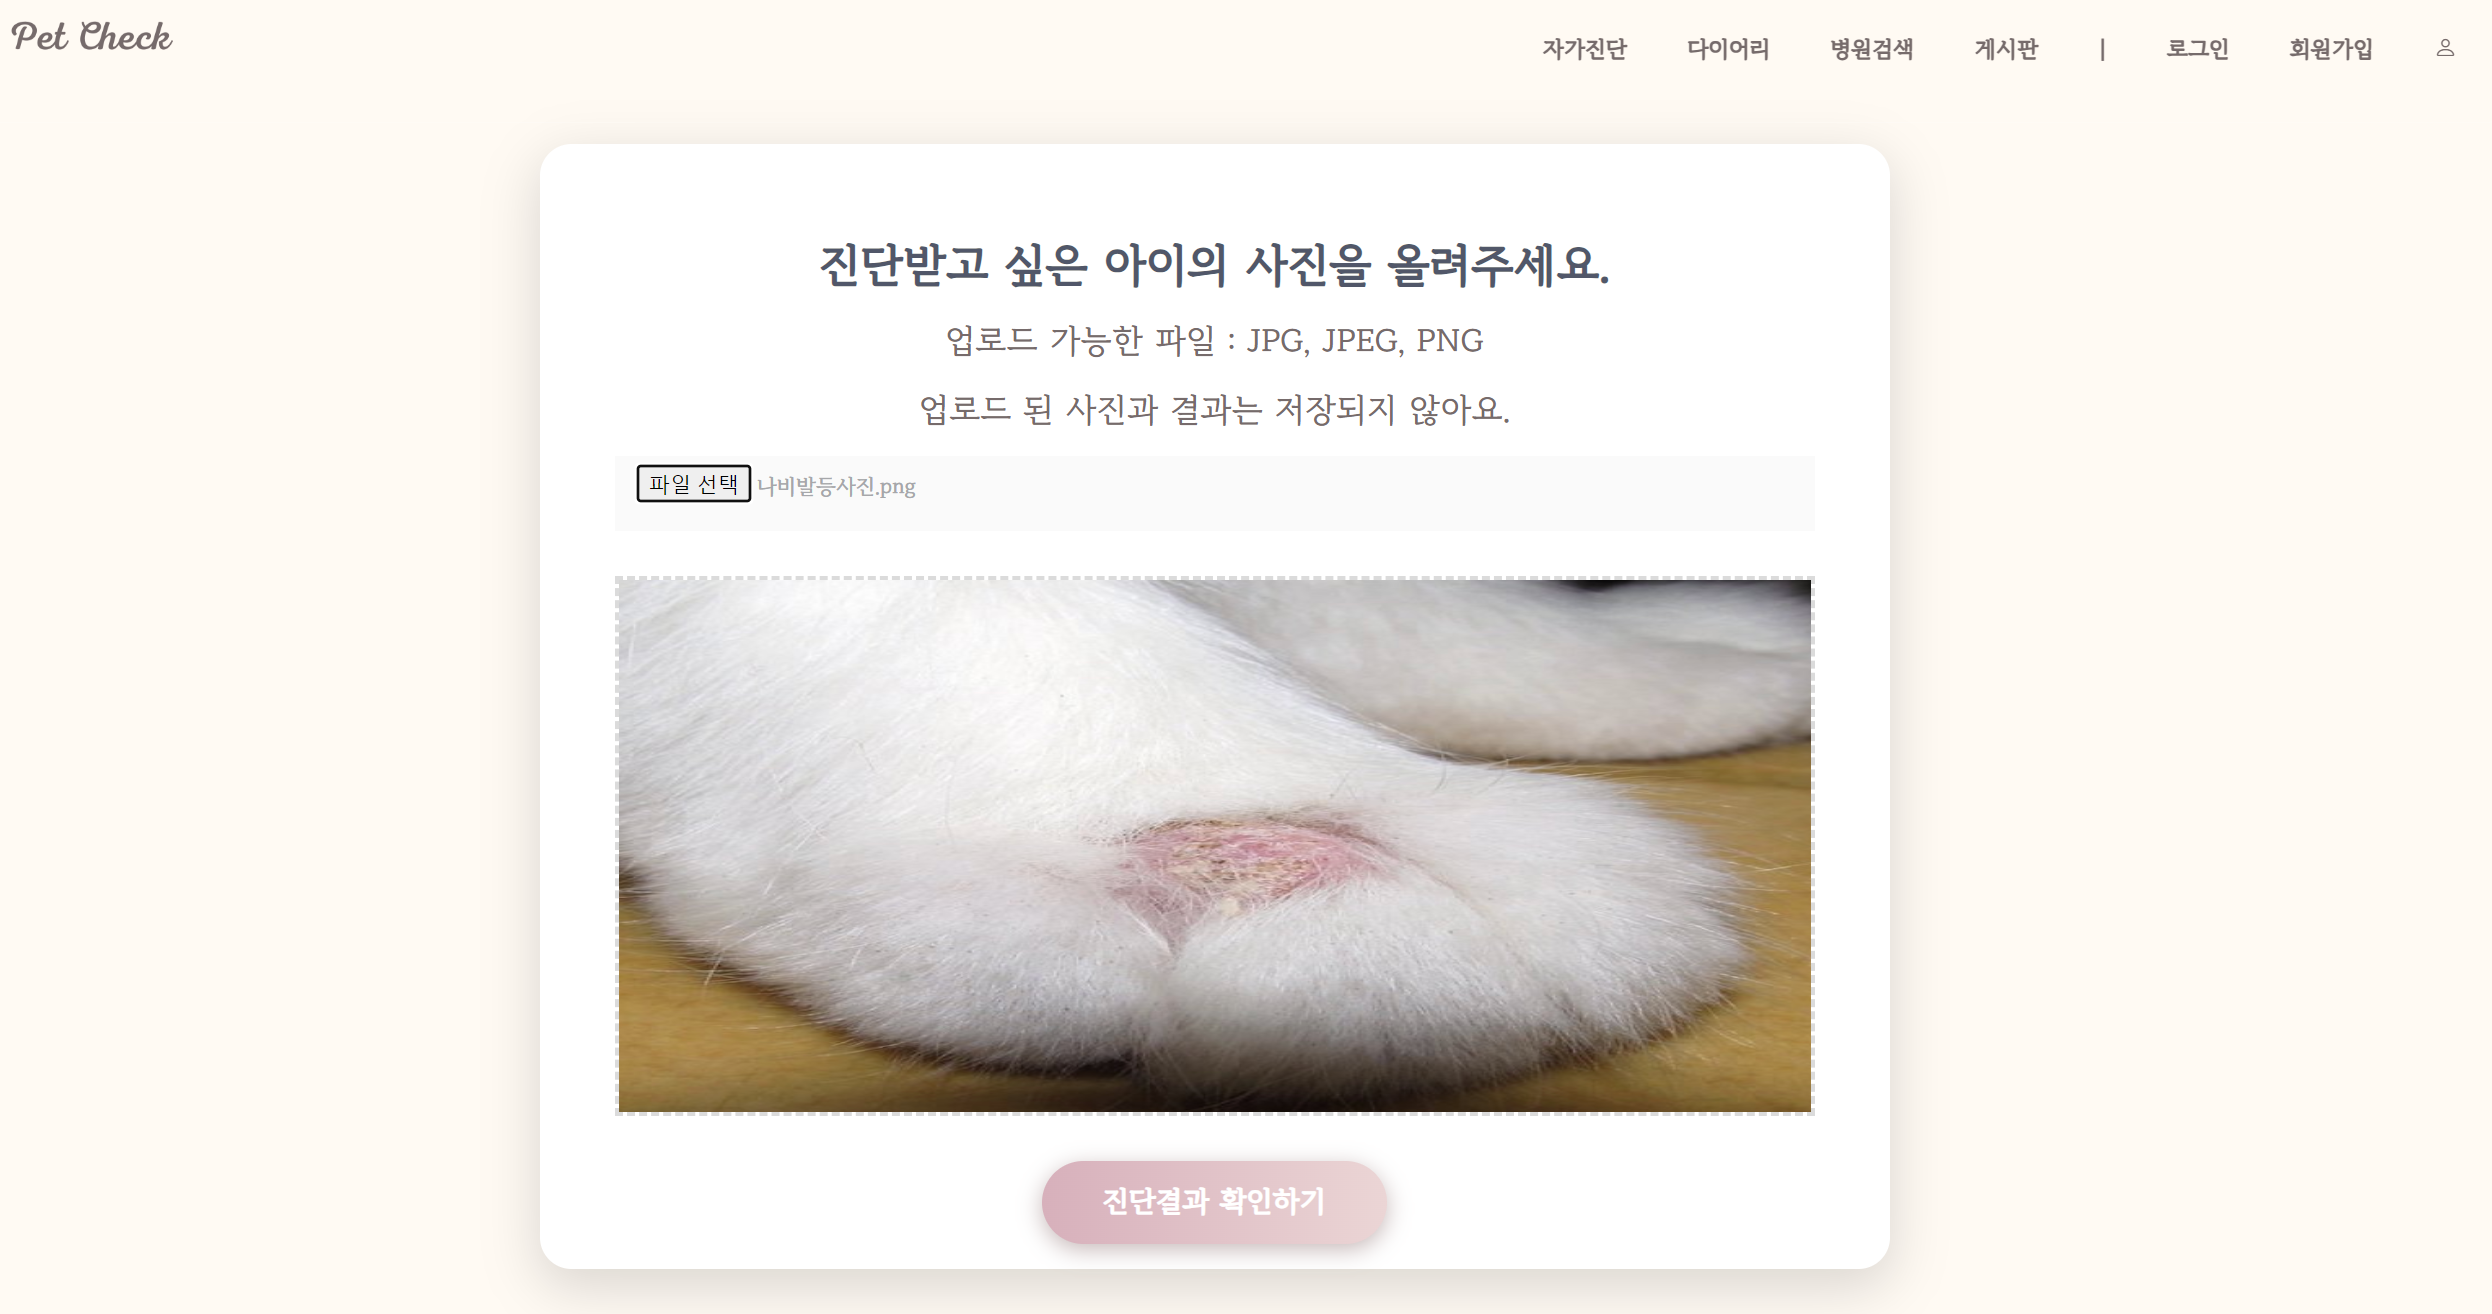 Pet Check
자가진단 다이어리 병원검색 게시판 | 로그인 회원가입
진단받고 싶은 아이의 사진을 올려주세요.
업로드 가능한 파일 : JPG, JPEG, PNG
업로드 된 사진과 결과는 저장되지 않아요.
파일 선택 나비발등사진.png
진단결과 확인하기